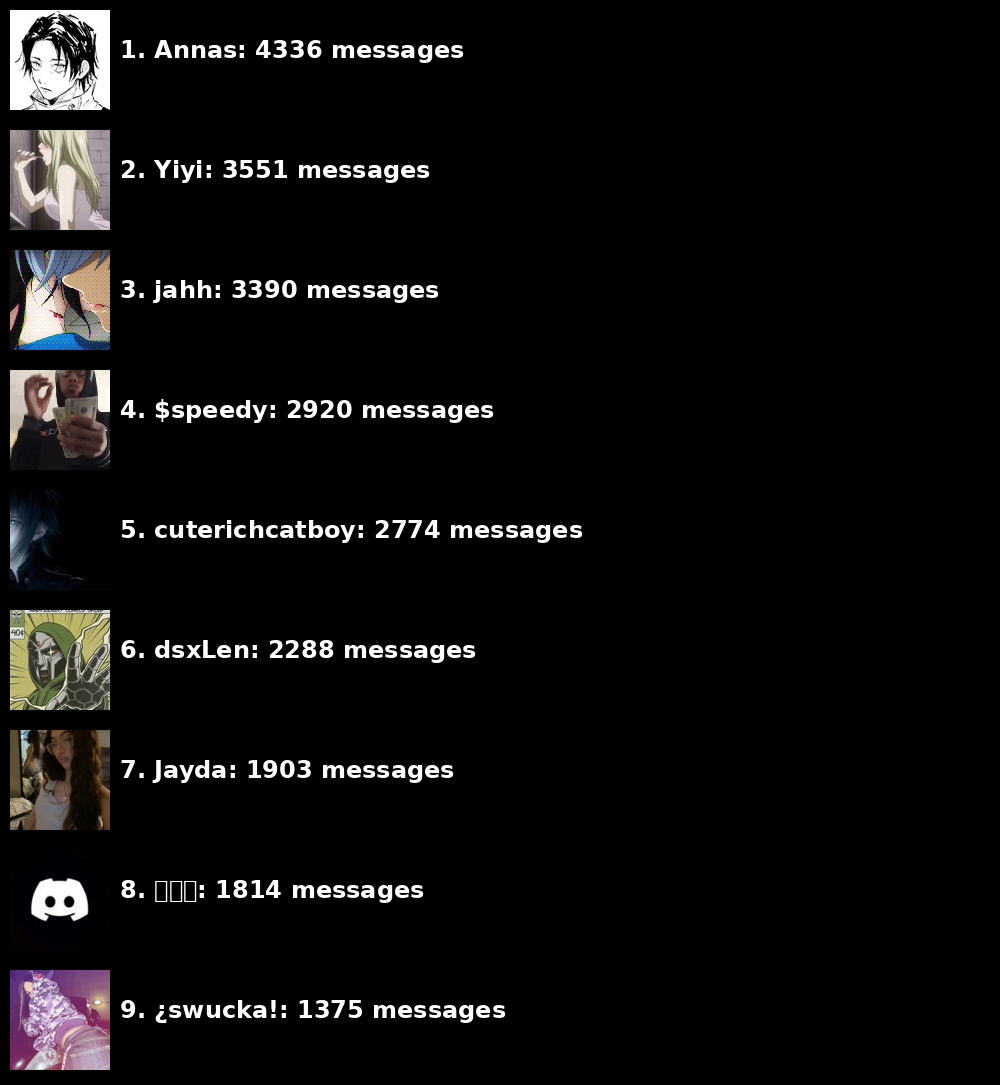 1. Annas: 4336 messages
2. Yiyi: 3551 messages
3. jahh: 3390 messages
4. $speedy: 2920 messages
5. cuterichcatboy: 2774 messages
6. dsxLen: 2288 messages
40¢
7. Jayda: 1903 messages
8. : 1814 messages
9. ¿swucka!: 1375 messages